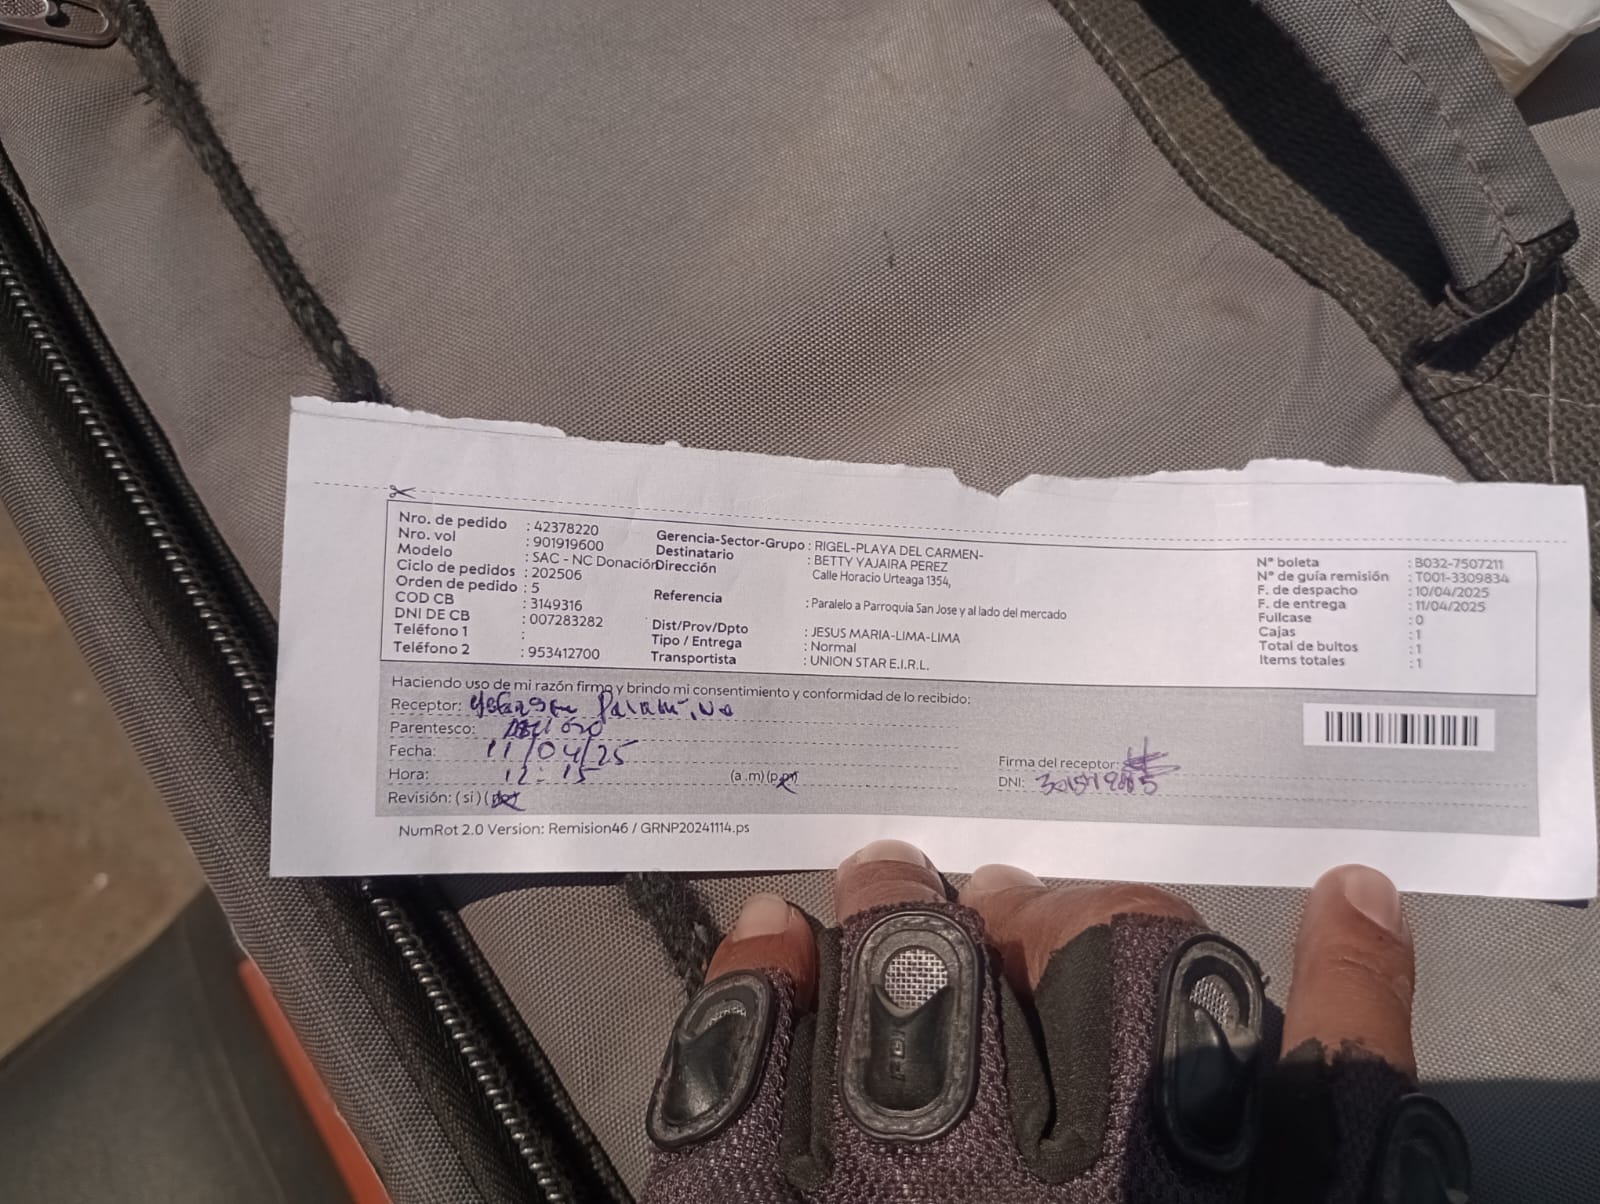 Nro. de pedido : 42378220
Nro. vol : 901919600
Modelo : SAC - NC Donación
Ciclo de pedidos : 202506
Orden de pedido : 5
COD CB : 3149316
DNI DE CB : 007283282
Teléfono 1 :
Teléfono 2 : 953412700
Gerencia-Sector-Grupo : RIGEL-PLAYA DEL CARMEN-
Destinatario : BETTY YAJAIRA PEREZ
Dirección Calle Horacio Urteaga 1354,
Referencia : Paralelo a Parroquia San Jose y al lado del mercado
Dist/Prov/Dpto : JESUS MARIA-LIMA-LIMA
Tipo / Entrega : Normal
Transportista : UNION STAR E.I.R.L.
N° boleta : B032-7507211
N° de guía remisión : T001-3309834
F. de despacho : 10/04/2025
F. de entrega : 11/04/2025
Fullcase : 0
Cajas : 1
Total de bultos : 1
Items totales : 1
Haciendo uso de mi razón firmo y brindo mi consentimiento y conformidad de lo recibido:
Receptor:
Parentesco:
Fecha: 11/04/25
Hora: 12:15 (a.m) (p.m)
Revisión: (si) (no)
Firma del receptor:
DNI:
NumRot 2.0 Version: Remision46 / GRNP20241114.ps